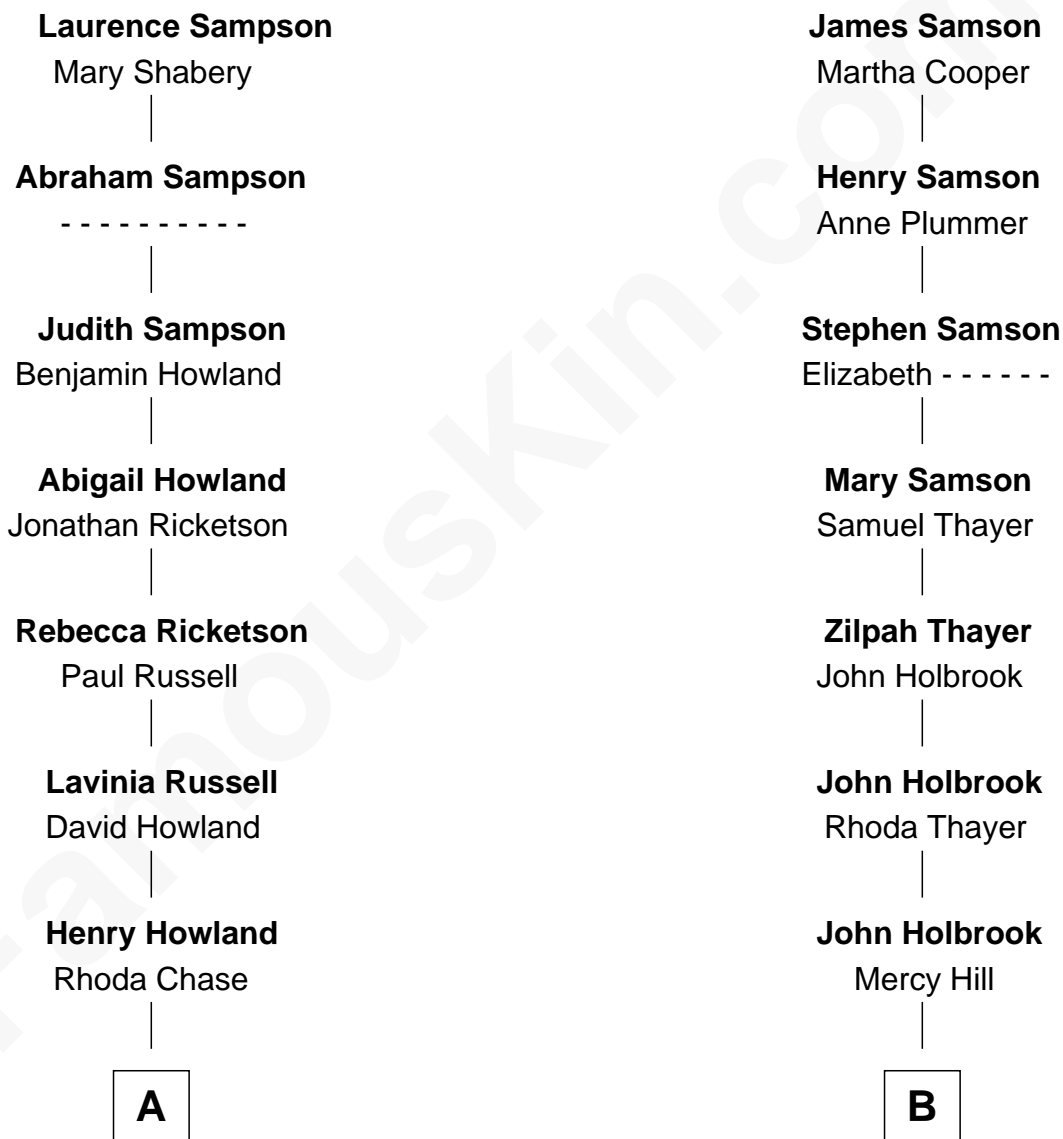 Laurence Sampson
Mary Shabery
Abraham Sampson
- - - - - - - - - -
Judith Sampson
Benjamin Howland
Abigail Howland
Jonathan Ricketson
Rebecca Ricketson
Paul Russell
Lavinia Russell
David Howland
Henry Howland
Rhoda Chase
A
James Samson
Martha Cooper
Henry Samson
Anne Plummer
Stephen Samson
Elizabeth - - - - - -
Mary Samson
Samuel Thayer
Zilpah Thayer
John Holbrook
John Holbrook
Rhoda Thayer
John Holbrook
Mercy Hill
B
FamousKin.com